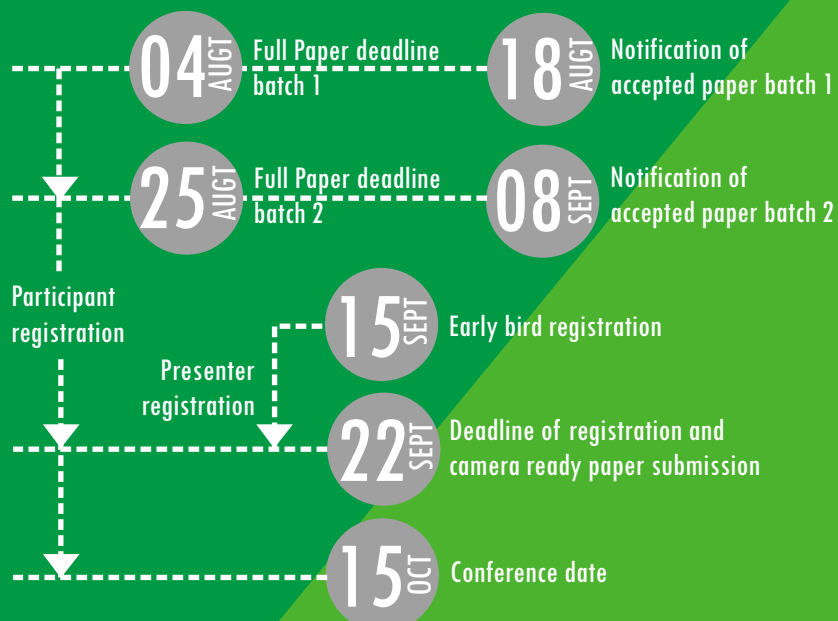 04 AUGT
Full Paper deadline
batch 1
18 AUGT
Notification of
accepted paper batch 1
25 AUGT
Full Paper deadline
batch 2
08 SEPT
Notification of
accepted paper batch 2
Participant
registration
15 SEPT
Early bird registration
Presenter
registration
22 SEPT
Deadline of registration and
camera ready paper submission
15 OCT
Conference date